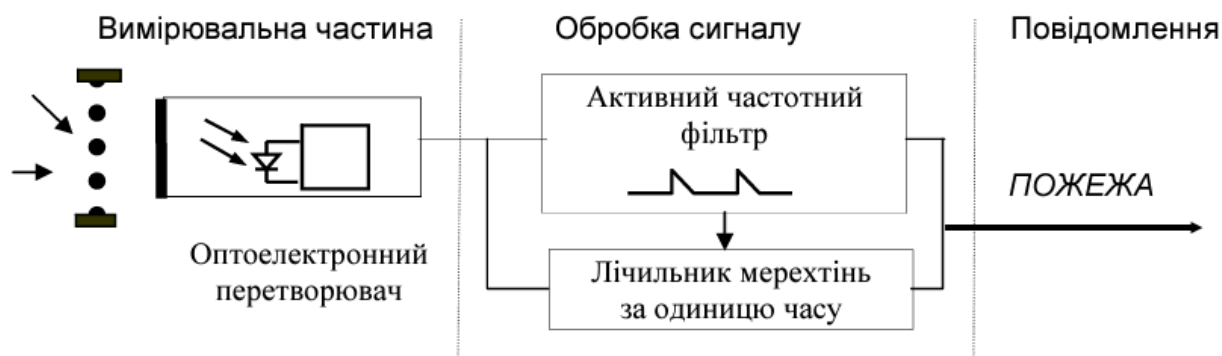 Вимірювальна частина
Обробка сигналу
Повідомлення
Активний частотний
фільтр
ПОЖЕЖА
Оптоелектронний
перетворювач
Лічильник мерехтінь
за одиницю часу